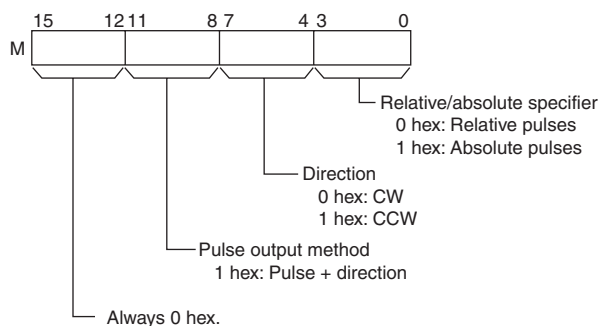 15 12 11 8 7 4 3 0
M
Relative/absolute specifier
0 hex: Relative pulses
1 hex: Absolute pulses
Direction
0 hex: CW
1 hex: CCW
Pulse output method
1 hex: Pulse + direction
Always 0 hex.